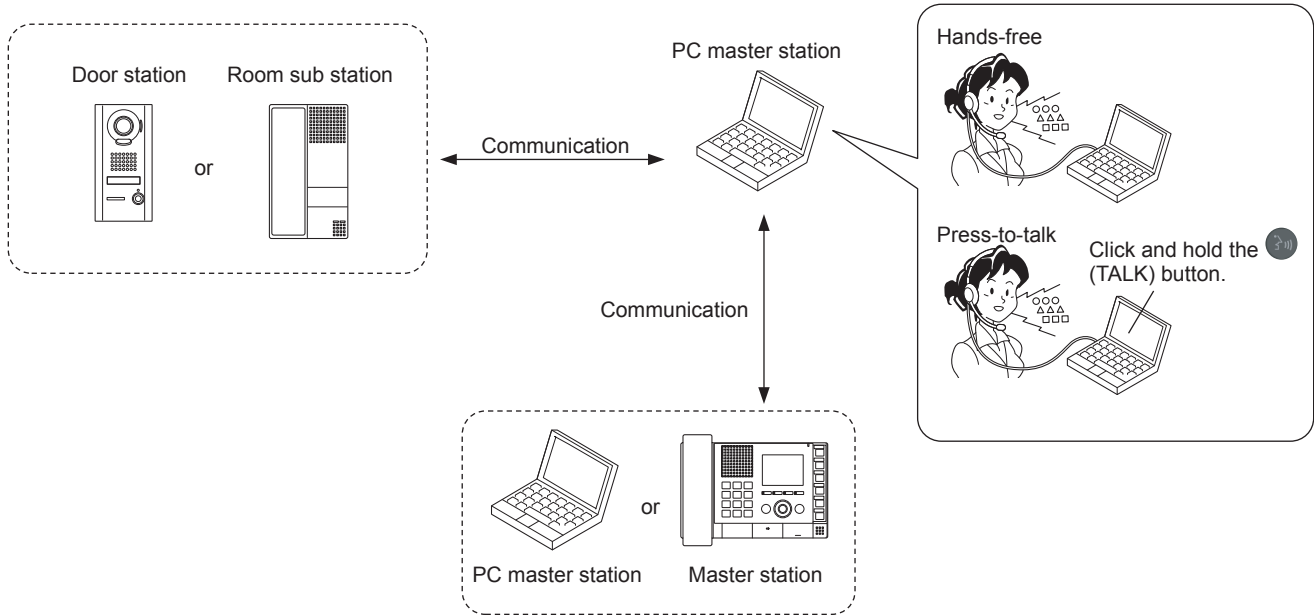 Door station
Room sub station
or
Communication
PC master station
Hands-free
Press-to-talk
Click and hold the
(TALK) button.
Communication
or
PC master station
Master station